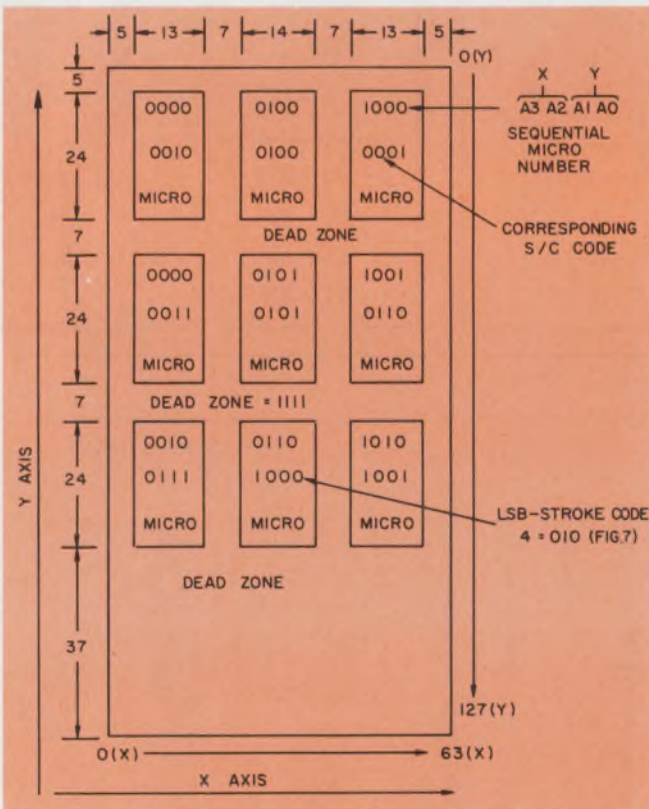 5 13 7 14 7 13 5
0(Y)
5
X Y
A3 A2 A1 A0
SEQUENTIAL
MICRO
NUMBER
24
0000 0100 1000
0010 0100 0001
MICRO MICRO MICRO
CORRESPONDING
S/C CODE
7
DEAD ZONE
24
0000 0101 1001
0011 0101 0110
MICRO MICRO MICRO
7
DEAD ZONE = 1111
Y AXIS
24
0010 0110 1010
0111 1000 1001
MICRO MICRO MICRO
LSB-STROKE CODE
4 = 010 (FIG.7)
DEAD ZONE
37
127(Y)
0(X) 63(X)
X AXIS